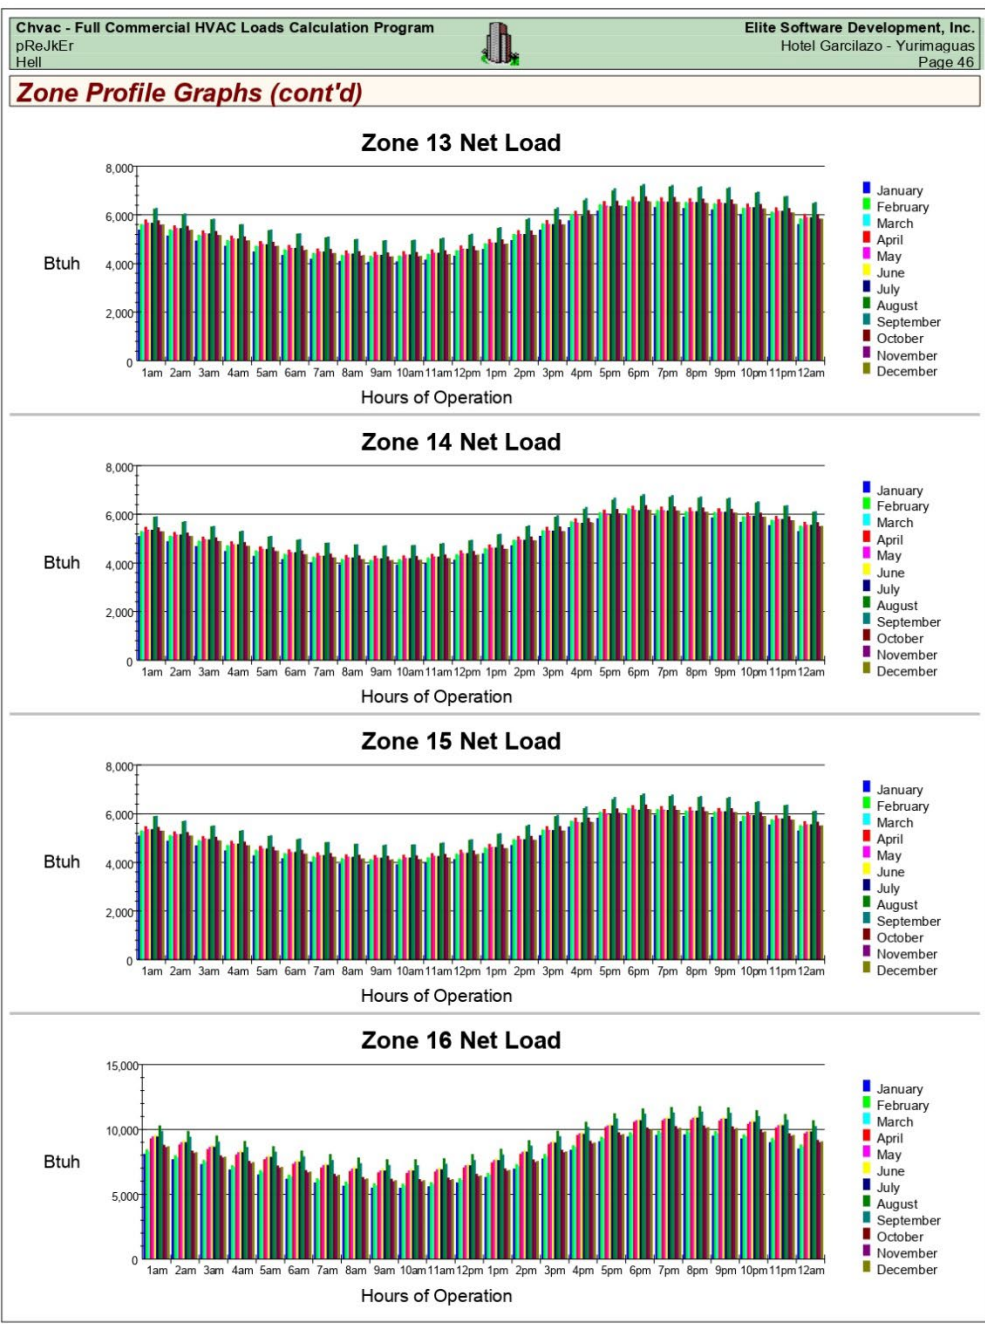 Chvac - Full Commercial HVAC Loads Calculation Program
Elite Software Development, Inc.
pReJkEr
Hotel Garcilazo - Yurimaguas
Hell
Page 46
Zone Profile Graphs (cont'd)
Zone 13 Net Load
8,000
6,000
4,000
2,000
0
Btuh
1am 2am 3am 4am 5am 6am 7am 8am 9am 10am 11am 12pm 1pm 2pm 3pm 4pm 5pm 6pm 7pm 8pm 9pm 10pm 11pm 12am
Hours of Operation
January
February
March
April
May
June
July
August
September
October
November
December
Zone 14 Net Load
8,000
6,000
4,000
2,000
0
Btuh
1am 2am 3am 4am 5am 6am 7am 8am 9am 10am 11am 12pm 1pm 2pm 3pm 4pm 5pm 6pm 7pm 8pm 9pm 10pm 11pm 12am
Hours of Operation
January
February
March
April
May
June
July
August
September
October
November
December
Zone 15 Net Load
8,000
6,000
4,000
2,000
0
Btuh
1am 2am 3am 4am 5am 6am 7am 8am 9am 10am 11am 12pm 1pm 2pm 3pm 4pm 5pm 6pm 7pm 8pm 9pm 10pm 11pm 12am
Hours of Operation
January
February
March
April
May
June
July
August
September
October
November
December
Zone 16 Net Load
15,000
10,000
5,000
0
Btuh
1am 2am 3am 4am 5am 6am 7am 8am 9am 10am 11am 12pm 1pm 2pm 3pm 4pm 5pm 6pm 7pm 8pm 9pm 10pm 11pm 12am
Hours of Operation
January
February
March
April
May
June
July
August
September
October
November
December